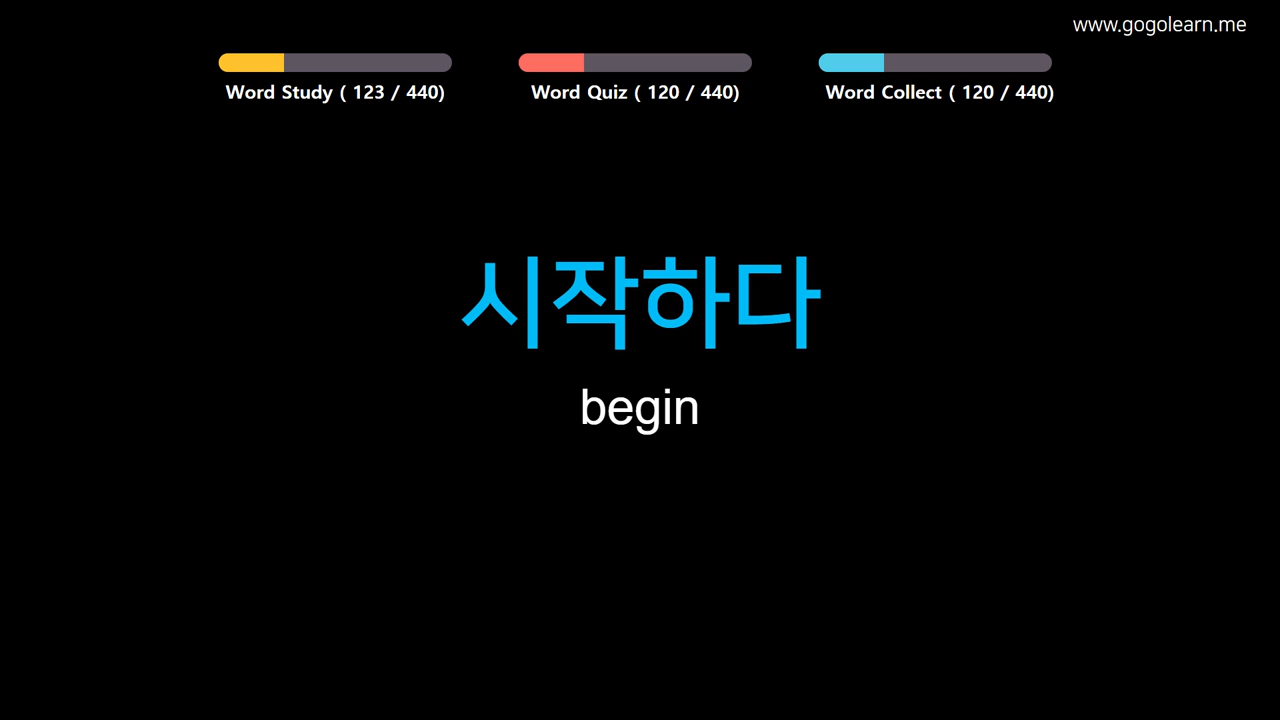 www.gogolearn.me
Word Study ( 123 / 440)
Word Quiz ( 120 / 440)
Word Collect ( 120 / 440)
시작하다
begin